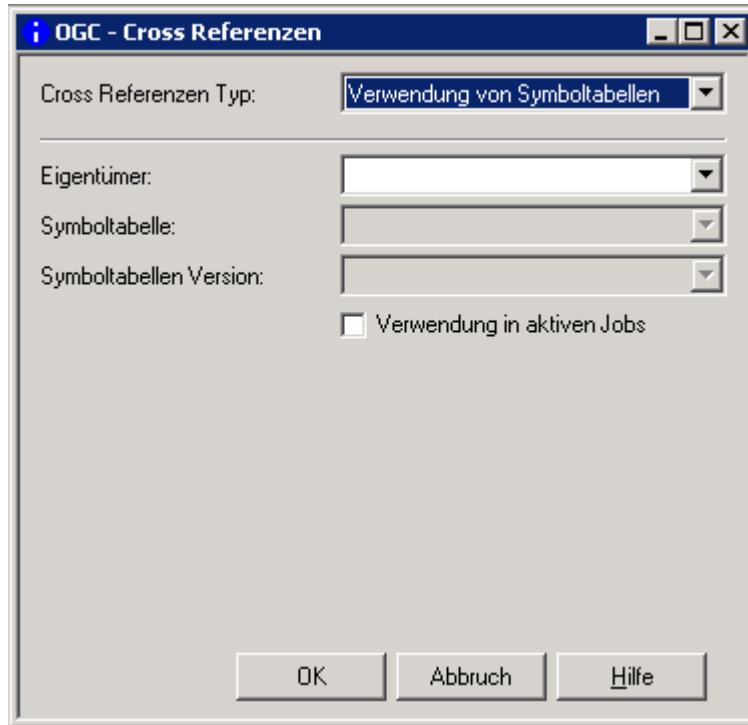 OGC - Cross Referenzen
Cross Referenzen Typ: Verwendung von Symboltabellen
Eigentümer:
Symboltabelle:
Symboltabellen Version:
Verwendung in aktiven Jobs
OK Abbruch Hilfe